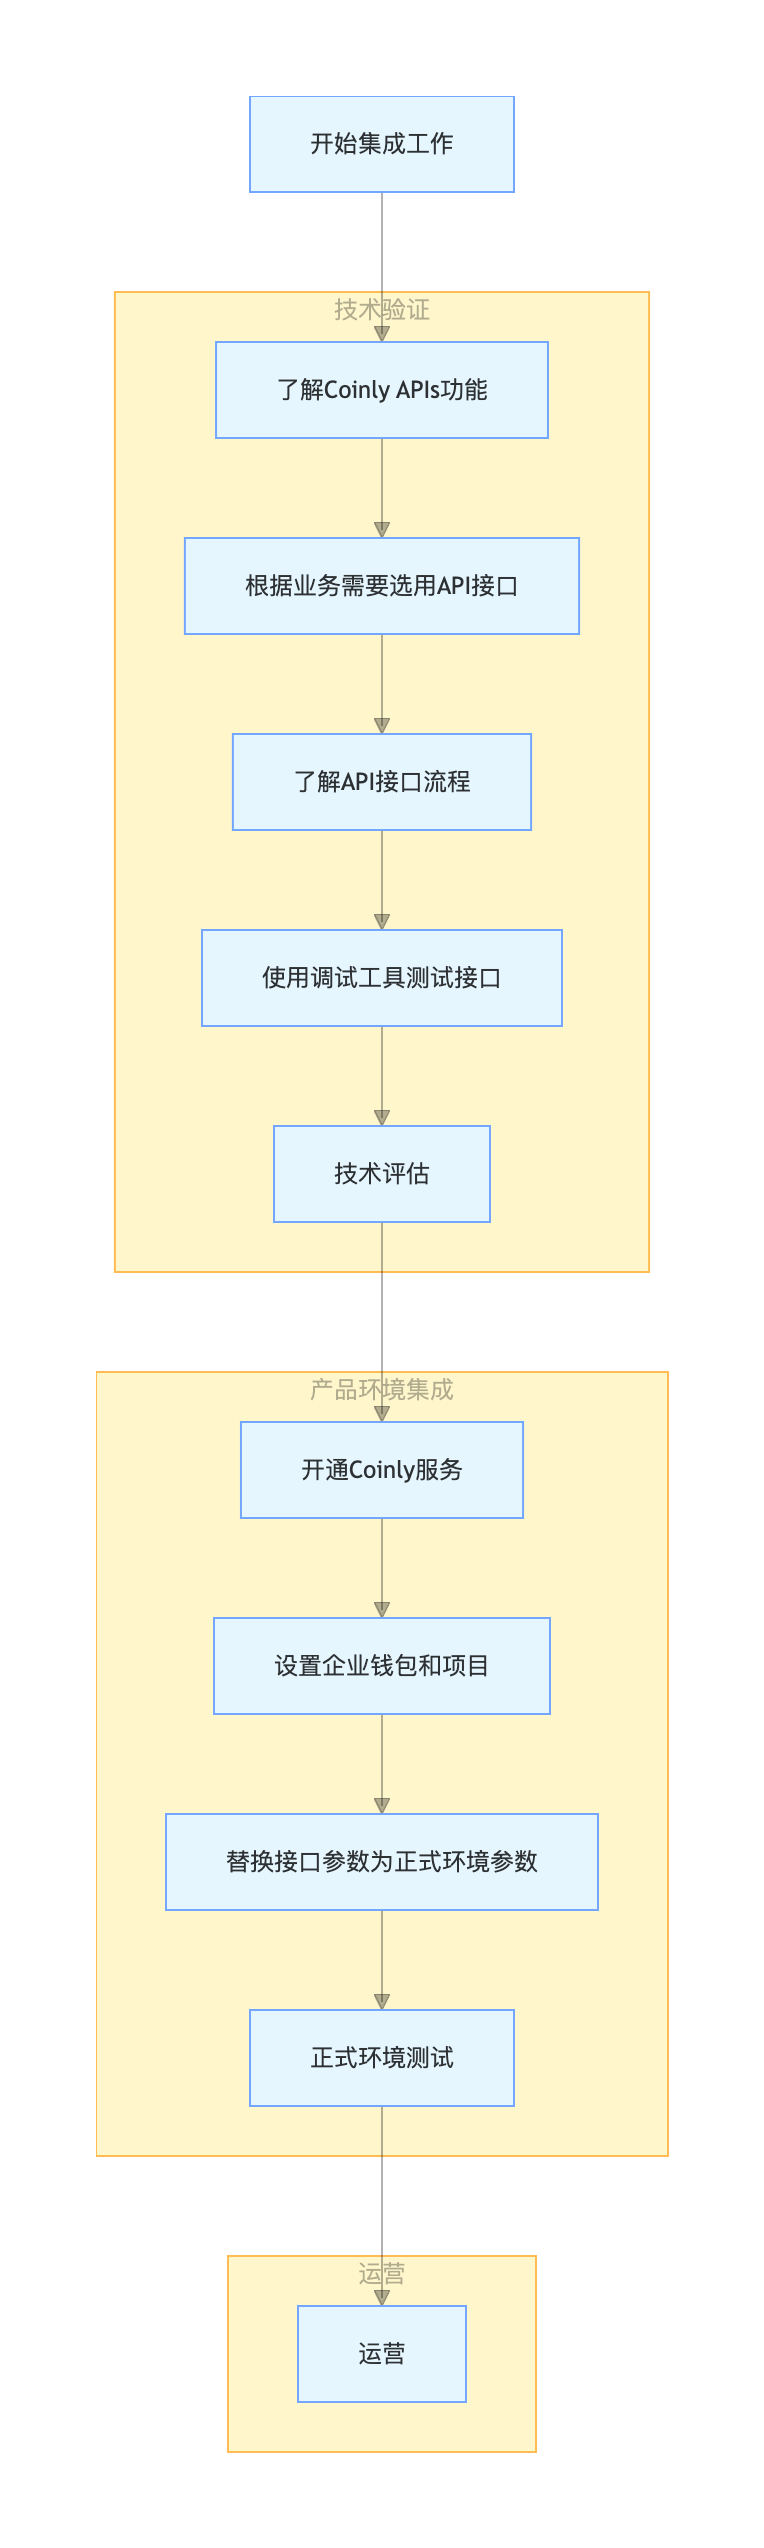 开始集成工作
技术验证
了解Coinly APIs功能
根据业务需要选用API接口
了解API接口流程
使用调试工具测试接口
技术评估
产品环境集成
开通Coinly服务
设置企业钱包和项目
替换接口参数为正式环境参数
正式环境测试
运营
运营